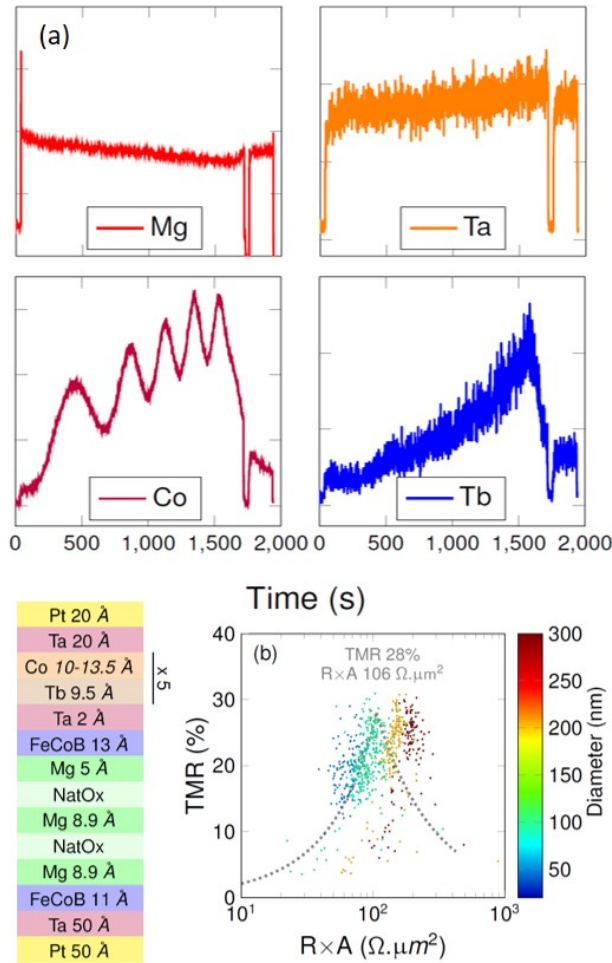 (a)
Mg
Ta
Co
Tb
0 500 1,000 1,500 2,000
0 500 1,000 1,500 2,000
Time (s)
Pt 20 Å
Ta 20 Å
Co 10-13.5 Å
Tb 9.5 Å
x 5
Ta 2 Å
FeCoB 13 Å
Mg 5 Å
NatOx
Mg 8.9 Å
NatOx
Mg 8.9 Å
FeCoB 11 Å
Ta 50 Å
Pt 50 Å
(b)
TMR 28%
R×A 106 Ω.µm²
TMR (%)
40
30
20
10
0
10¹ 10² 10³
R×A (Ω.µm²)
300
250
200
150
100
50
Diameter (nm)